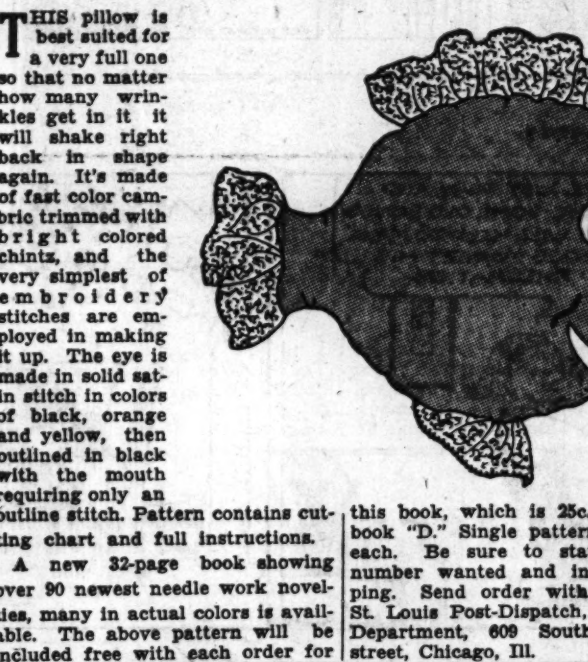 THIS pillow is
best suited for
a very full one
so that no matter
how many wrin-
kles get in it it
will shake right
back in shape
again. It's made
of fast color cam-
bric trimmed with
bright colored
chintz, and the
very simplest of
embroidery
stitches are em-
ployed in making
it up. The eye is
made in solid sat-
in stitch in colors
of black, orange
and yellow, then
outlined in black
with the mouth
requiring only an
outline stitch. Pattern contains cut-
ting chart and full instructions.
A new 32-page book showing
over 90 newest needle work novel-
ties, many in actual colors is avail-
able. The above pattern will be
included free with each order for
this book, which is 25c.
book "D." Single pattern
each. Be sure to sta
number wanted and in
ping. Send order with
St. Louis Post-Dispatch,
Department, 609 South
street, Chicago, Ill.